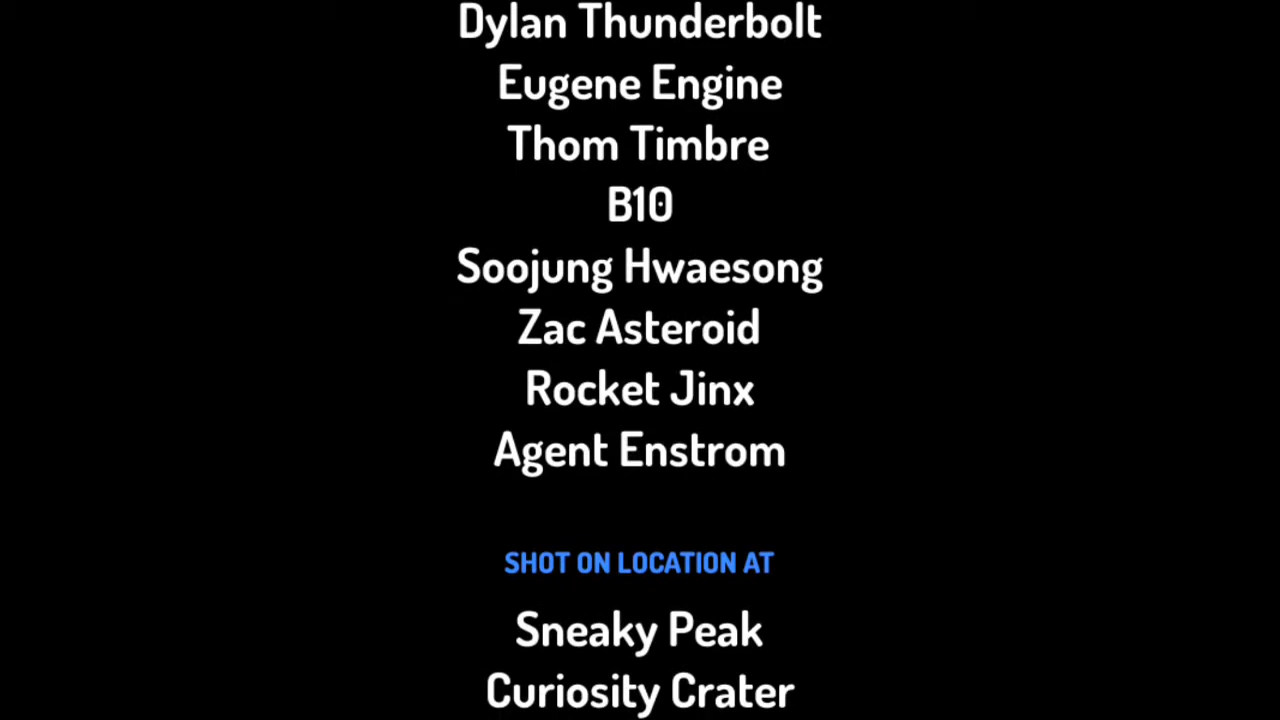 Dylan Thunderbolt
Eugene Engine
Thom Timbre
B10
Soojung Hwaesong
Zac Asteroid
Rocket Jinx
Agent Enstrom
SHOT ON LOCATION AT
Sneaky Peak
Curiosity Crater